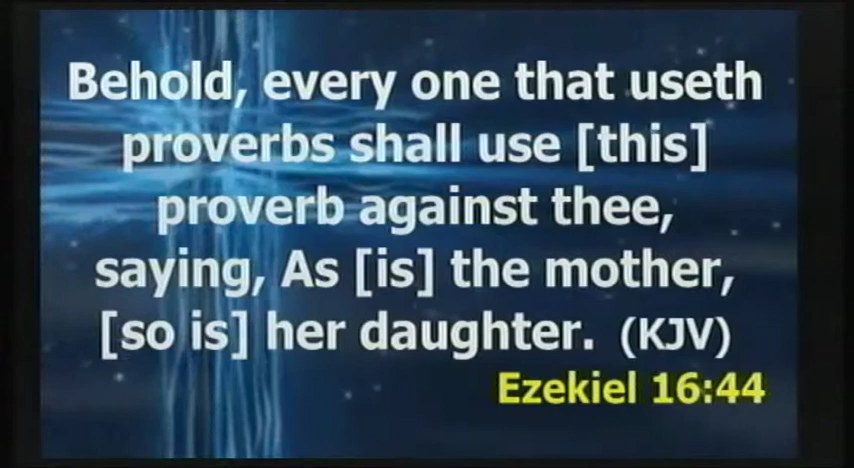 Behold, every one that useth
proverbs shall use [this]
proverb against thee,
saying, As [is] the mother,
[so is] her daughter. (KJV)
Ezekiel 16:44